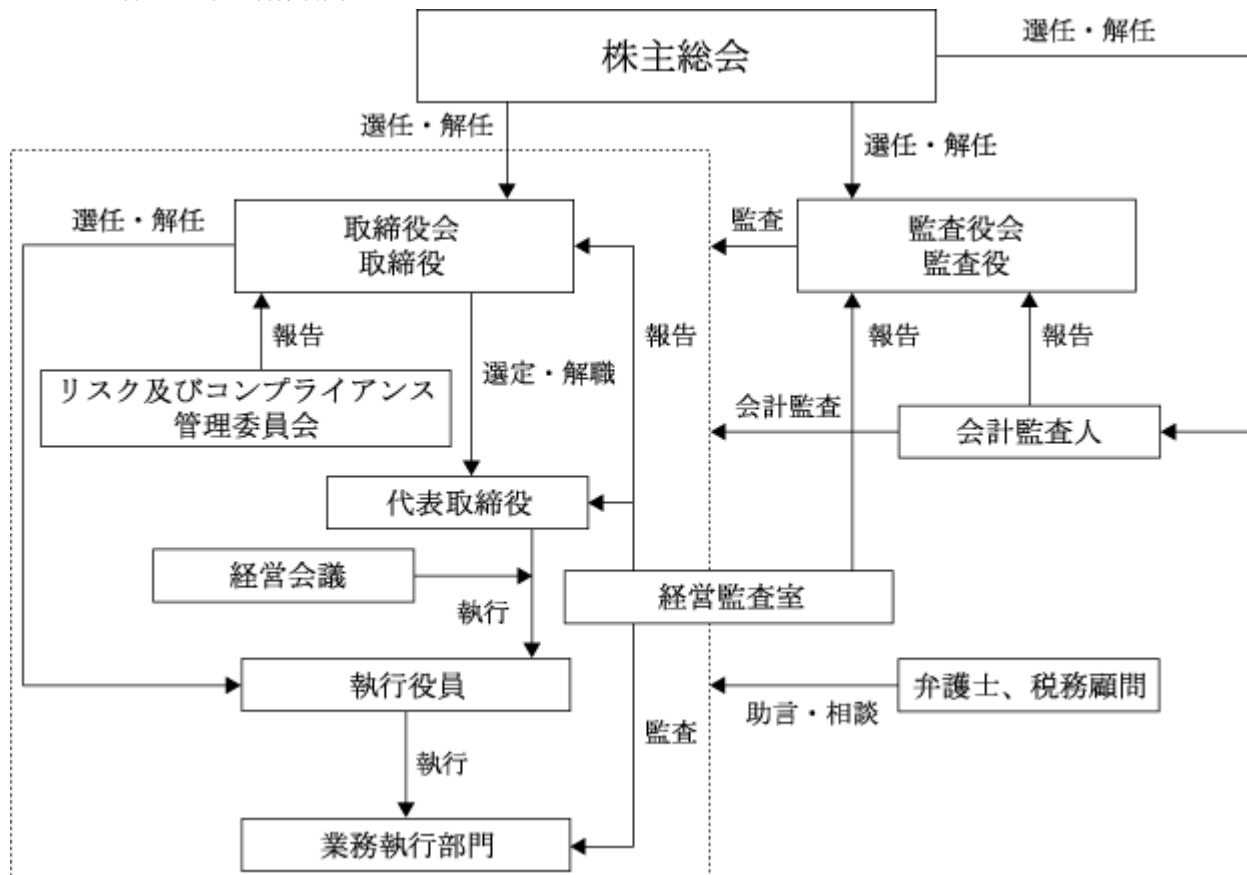 選任・解任
株主総会
選任・解任
選任・解任
選任・解任
取締役会
取締役
監査
監査役会
監査役
報告
報告
報告
報告
選定・解職
リスク及びコンプライアンス
管理委員会
会計監査
会計監査人
代表取締役
経営会議
経営監査室
執行
執行役員
弁護士、税務顧問
助言・相談
監査
執行
業務執行部門